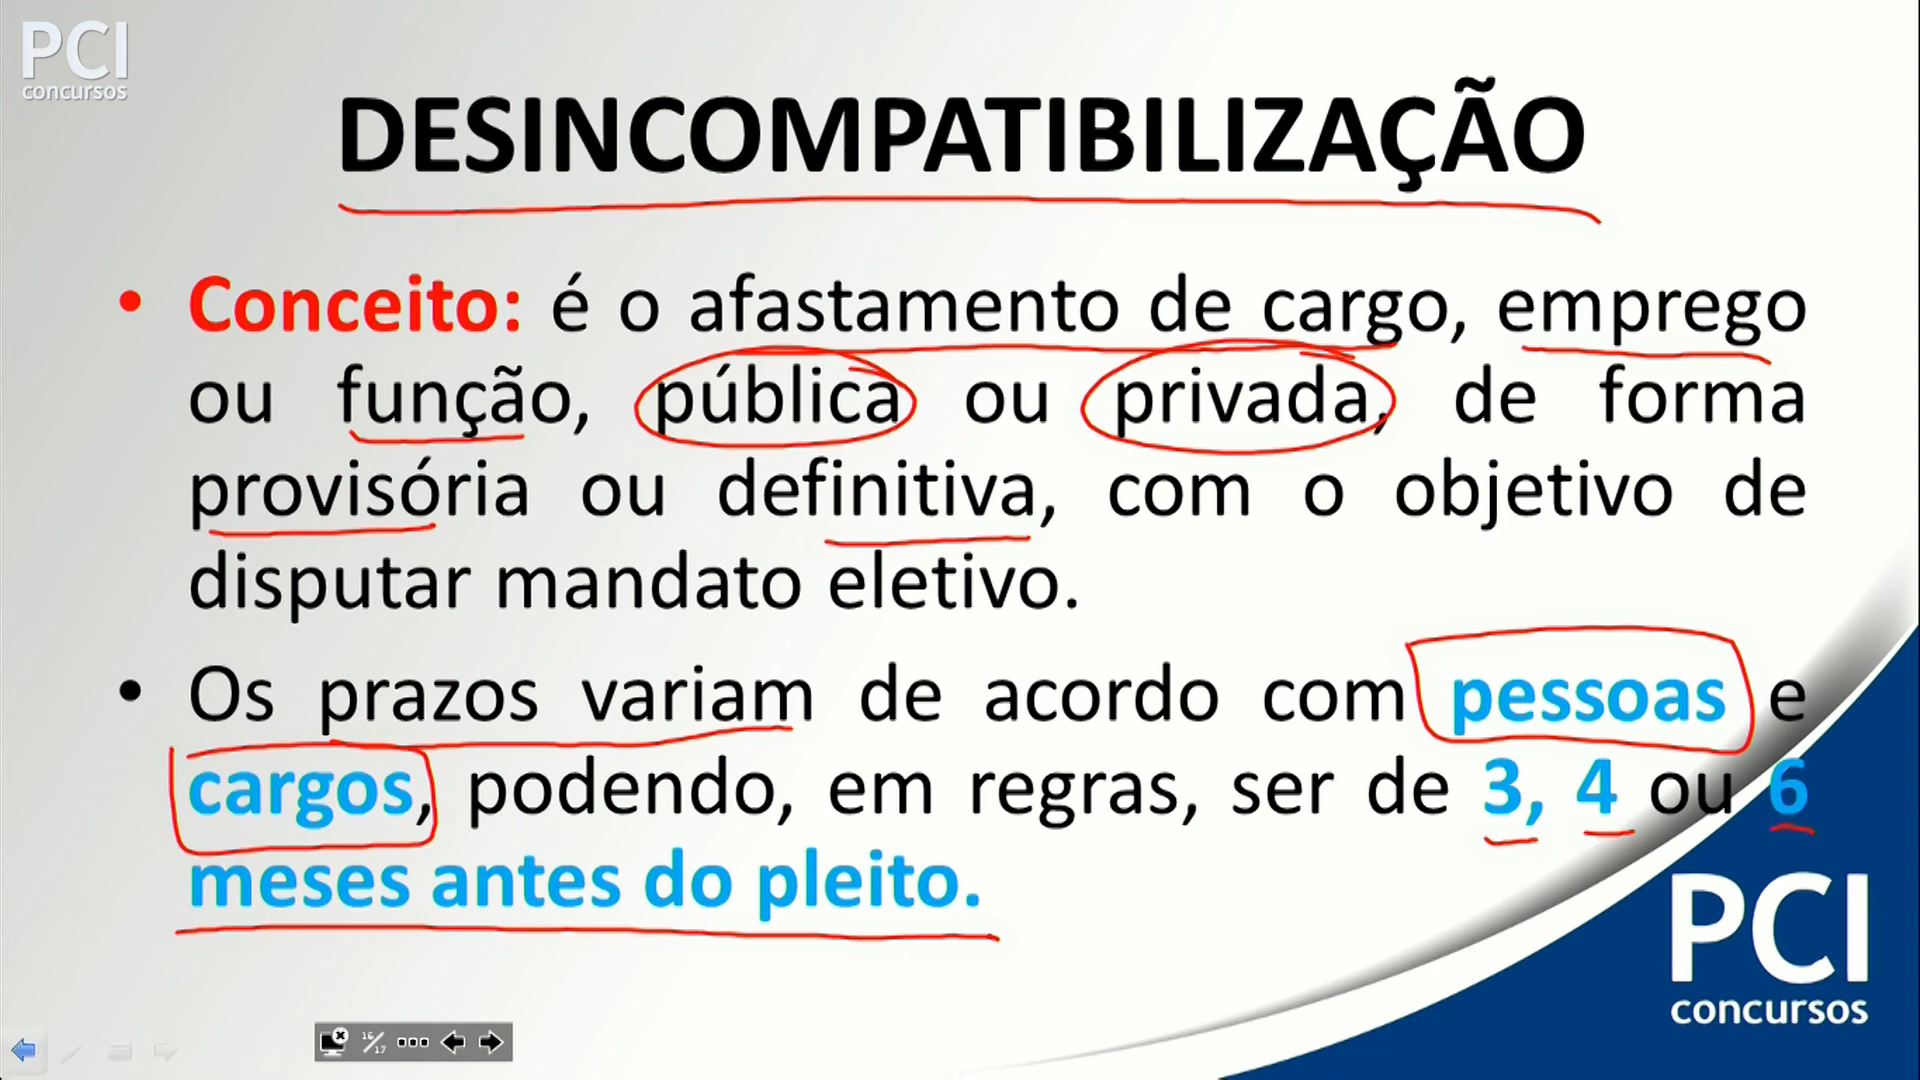 PCI
concursos
DESINCOMPATIBILIZAÇÃO
• Conceito: é o afastamento de cargo, emprego
ou função, pública ou privada, de forma
provisória ou definitiva, com o objetivo de
disputar mandato eletivo.
• Os prazos variam de acordo com pessoas e
cargos, podendo, em regras, ser de 3, 4 ou 6
meses antes do pleito.
PCI
concursos
16/17